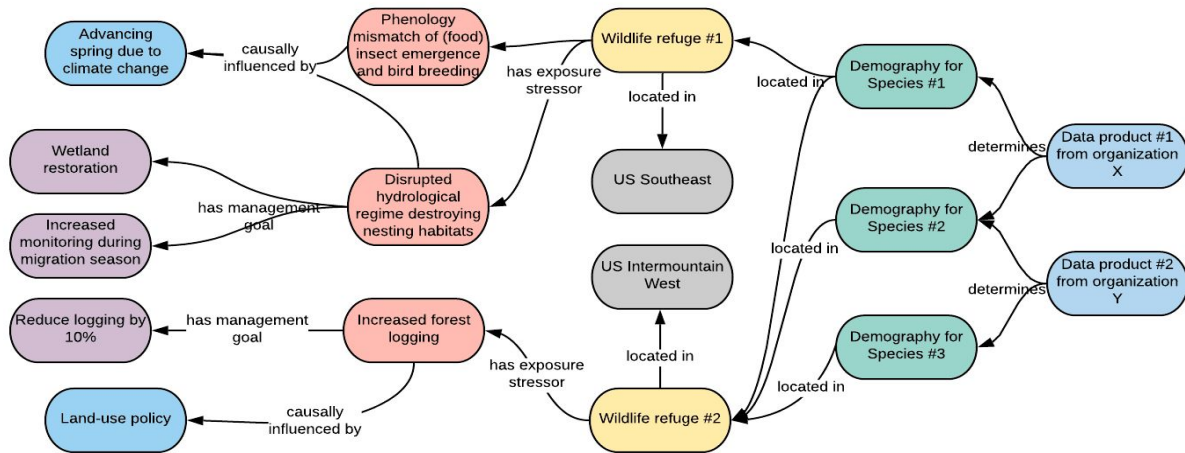 Advancing
spring due to
climate change
causally
influenced by
Phenology
mismatch of (food)
insect emergence
and bird breeding
Wildlife refuge #1
has exposure
stressor
located in
located in
Demography for
Species #1
Data product #1
from organization
X
determines
Wetland
restoration
Increased
monitoring during
migration season
has management
goal
Disrupted
hydrological
regime destroying
nesting habitats
US Southeast
Demography for
Species #2
located in
US Intermountain
West
Data product #2
from organization
Y
determines
Reduce logging by
10%
has management
goal
Increased forest
logging
has exposure
stressor
located in
located in
Demography for
Species #3
Land-use policy
causally
influenced by
Wildlife refuge #2